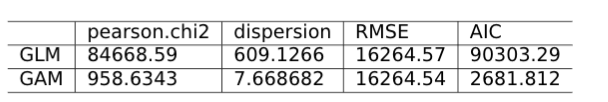 pearson.chi2 dispersion RMSE AIC
GLM 84668.59 609.1266 16264.57 90303.29
GAM 958.6343 7.668682 16264.54 2681.812